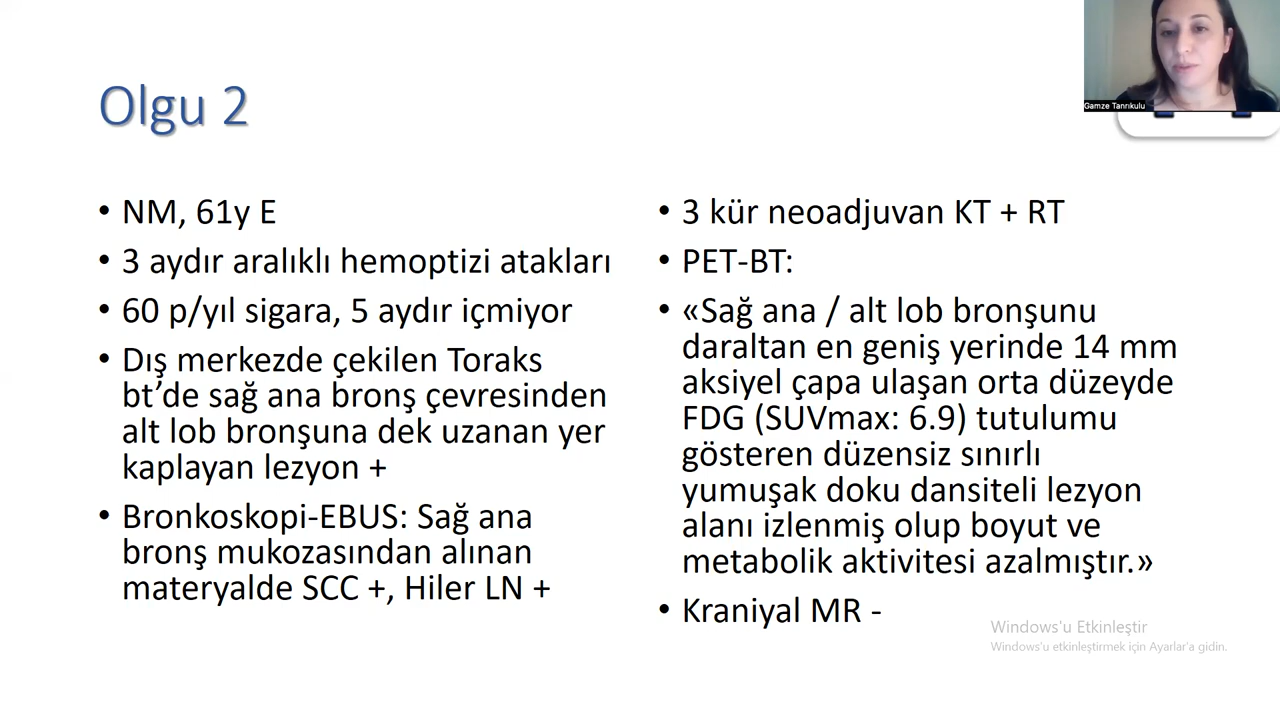 Gamze Tanrıkulu
Olgu 2
• NM, 61y E
• 3 aydır aralıklı hemoptizi atakları
• 60 p/yıl sigara, 5 aydır içmiyor
• Dış merkezde çekilen Toraks
bt’de sağ ana bronş çevresinden
alt lob bronşuna dek uzanan yer
kaplayan lezyon +
• Bronkoskopi-EBUS: Sağ ana
bronş mukozasından alınan
materyalde SCC +, Hiler LN +
• 3 kür neoadjuvan KT + RT
• PET-BT:
• «Sağ ana / alt lob bronşunu
daraltan en geniş yerinde 14 mm
aksiyel çapa ulaşan orta düzeyde
FDG (SUVmax: 6.9) tutulumu
gösteren düzensiz sınırlı
yumuşak doku dansiteli lezyon
alanı izlenmiş olup boyut ve
metabolik aktivitesi azalmıştır.»
• Kraniyal MR -
Windows'u Etkinleştir
Windows'u etkinleştirmek için Ayarlar'a gidin.